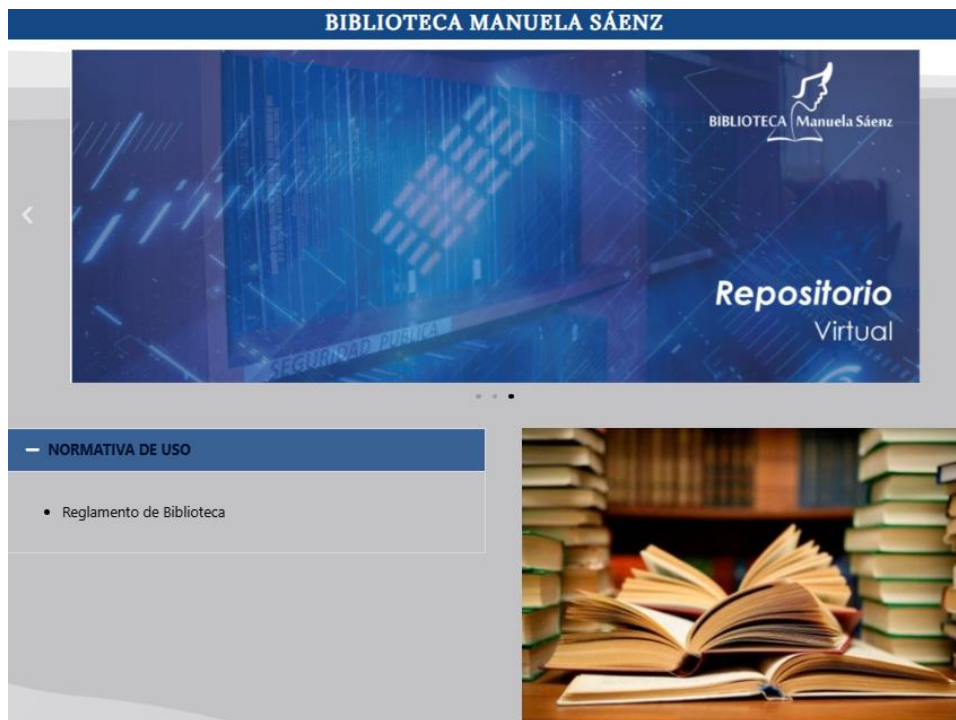 BIBLIOTECA MANUELA SÁENZ
BIBLIOTECA Manuela Sáenz
Repositorio
Virtual
SEGURIDAD PUBLICA
NORMATIVA DE USO
Reglamento de Biblioteca